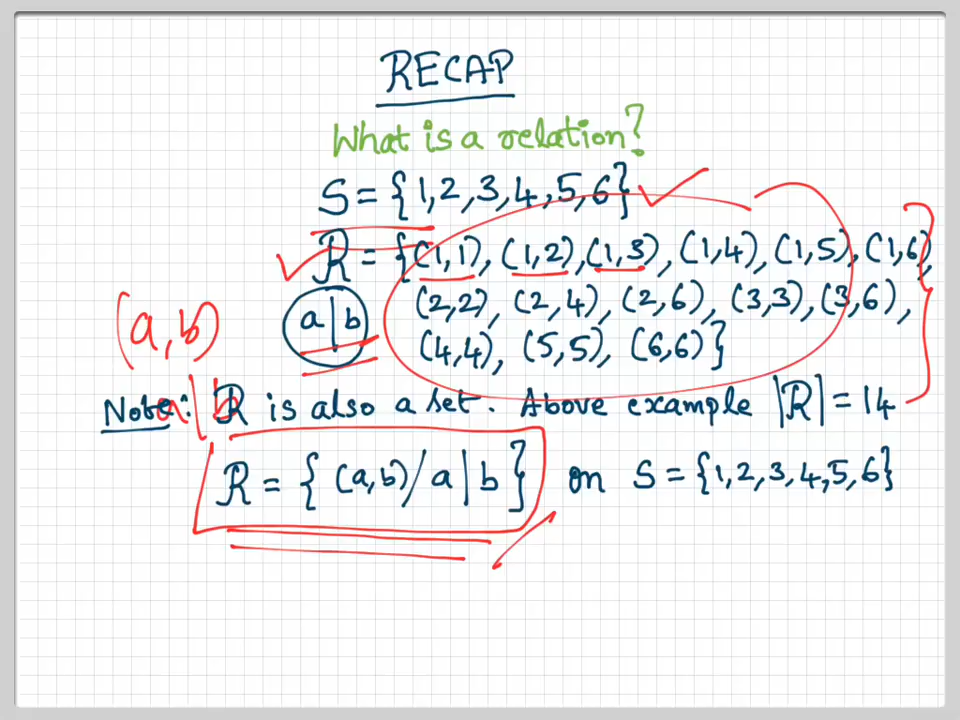 RECAP
What is a relation?
S = {1,2,3,4,5,6}
R = {(1,1), (1,2), (1,3), (1,4), (1,5), (1,6),
(a,b) a|b (2,2), (2,4), (2,6), (3,3), (3,6),
(4,4), (5,5), (6,6)}
a|b
Note: R is also a set. Above example |R| = 14
R = { (a,b) / a|b } on S = {1,2,3,4,5,6}